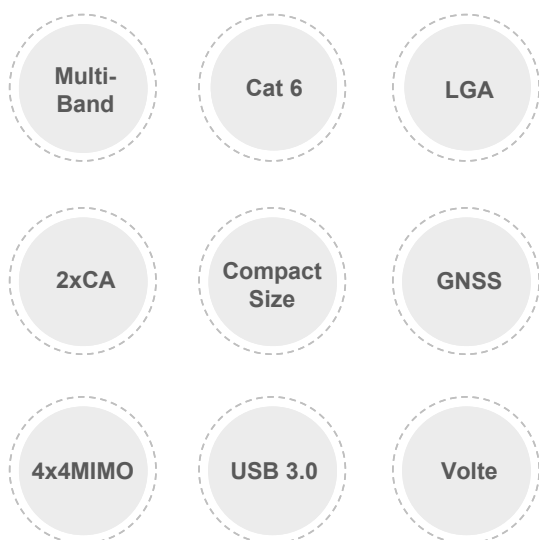 Multi-
Band
Cat 6
LGA
2xCA
Compact
Size
GNSS
4x4MIMO
USB 3.0
Volte